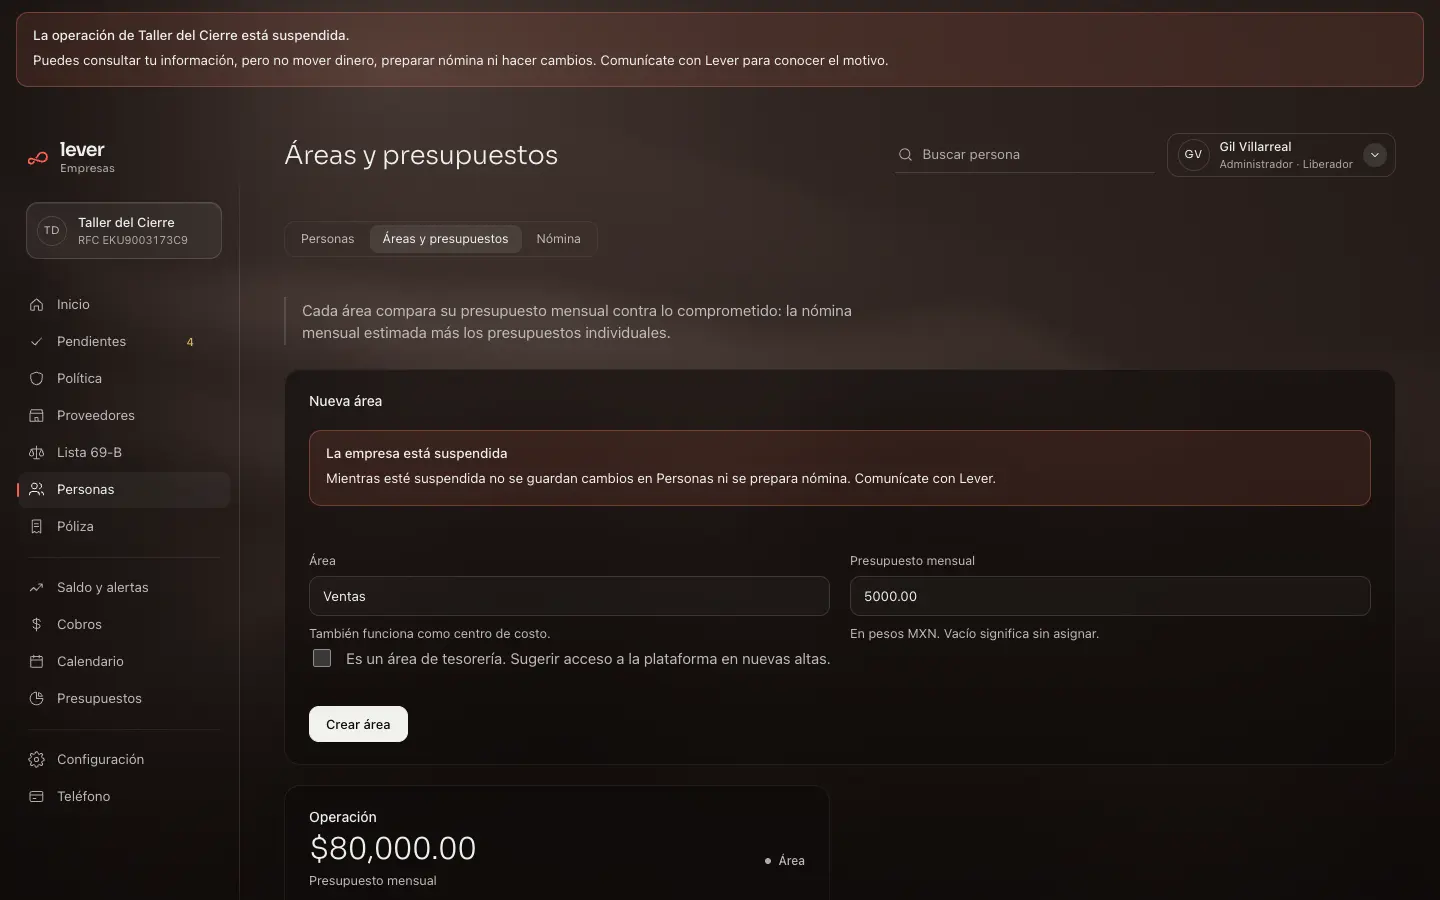 La operación de Taller del Cierre está suspendida.
Puedes consultar tu información, pero no mover dinero, preparar nómina ni hacer cambios. Comunícate con Lever para conocer el motivo.
lever
Empresas
Áreas y presupuestos
Buscar persona
GV
Gil Villarreal
Administrador · Liberador
TD
Taller del Cierre
RFC EKU9003173C9
Inicio
Pendientes 4
Política
Proveedores
Lista 69-B
Personas
Póliza
Saldo y alertas
Cobros
Calendario
Presupuestos
Configuración
Teléfono
Personas
Áreas y presupuestos
Nómina
Cada área compara su presupuesto mensual contra lo comprometido: la nómina
mensual estimada más los presupuestos individuales.
Nueva área
La empresa está suspendida
Mientras esté suspendida no se guardan cambios en Personas ni se prepara nómina. Comunícate con Lever.
Área
Ventas
También funciona como centro de costo.
Presupuesto mensual
5000.00
En pesos MXN. Vacío significa sin asignar.
Es un área de tesorería. Sugerir acceso a la plataforma en nuevas altas.
Crear área
Operación
$80,000.00
Presupuesto mensual
Área